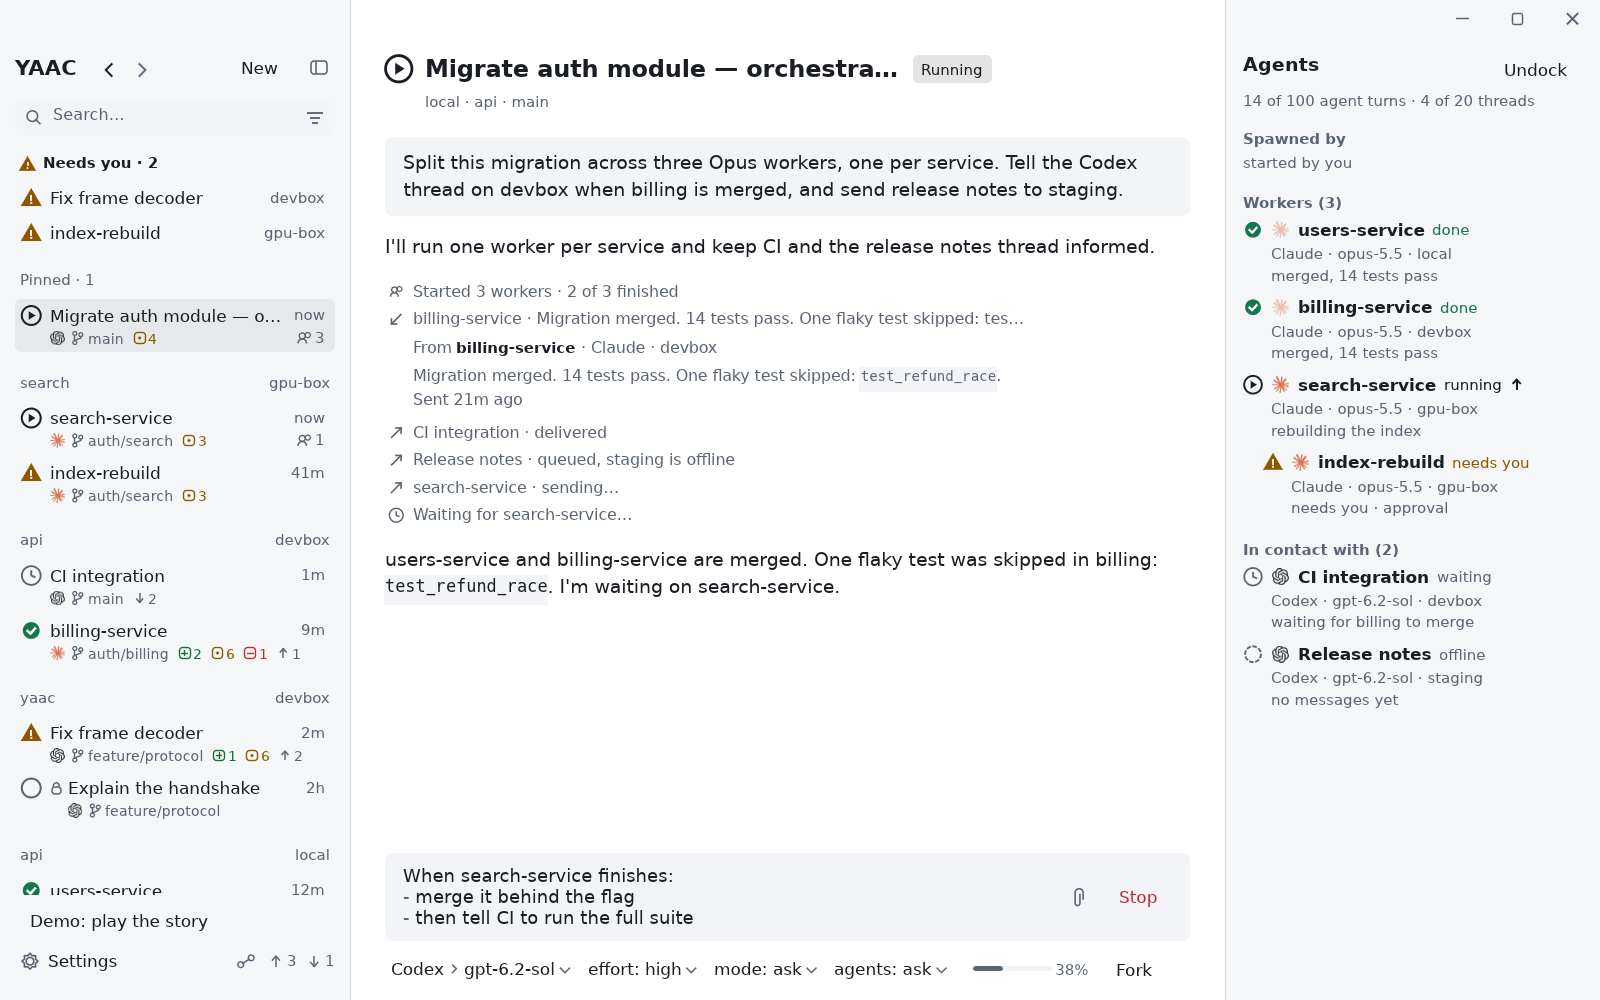 YAAC
New
Search...
Needs you · 2
Fix frame decoder devbox
index-rebuild gpu-box
Pinned · 1
Migrate auth module — o... now
main 4 3
search gpu-box
search-service now
auth/search 3 1
index-rebuild 41m
auth/search 3
api devbox
CI integration 1m
main 2
billing-service 9m
auth/billing 2 6 1 1
yaac devbox
Fix frame decoder 2m
feature/protocol 1 6 2
Explain the handshake 2h
feature/protocol
api local
users-service 12m
Demo: play the story
Settings 3 1
Migrate auth module — orchestra... Running
local · api · main
Split this migration across three Opus workers, one per service. Tell the Codex
thread on devbox when billing is merged, and send release notes to staging.
I'll run one worker per service and keep CI and the release notes thread informed.
Started 3 workers · 2 of 3 finished
billing-service · Migration merged. 14 tests pass. One flaky test skipped: tes...
From billing-service · Claude · devbox
Migration merged. 14 tests pass. One flaky test skipped: test_refund_race.
Sent 21m ago
CI integration · delivered
Release notes · queued, staging is offline
search-service · sending...
Waiting for search-service...
users-service and billing-service are merged. One flaky test was skipped in billing:
test_refund_race. I'm waiting on search-service.
When search-service finishes:
- merge it behind the flag
- then tell CI to run the full suite
Stop
Codex > gpt-6.2-sol effort: high mode: ask agents: ask 38% Fork
Agents
Undock
14 of 100 agent turns · 4 of 20 threads
Spawned by
started by you
Workers (3)
users-service done
Claude · opus-5.5 · local
merged, 14 tests pass
billing-service done
Claude · opus-5.5 · devbox
merged, 14 tests pass
search-service running ↑
Claude · opus-5.5 · gpu-box
rebuilding the index
index-rebuild needs you
Claude · opus-5.5 · gpu-box
needs you · approval
In contact with (2)
CI integration waiting
Codex · gpt-6.2-sol · devbox
waiting for billing to merge
Release notes offline
Codex · gpt-6.2-sol · staging
no messages yet